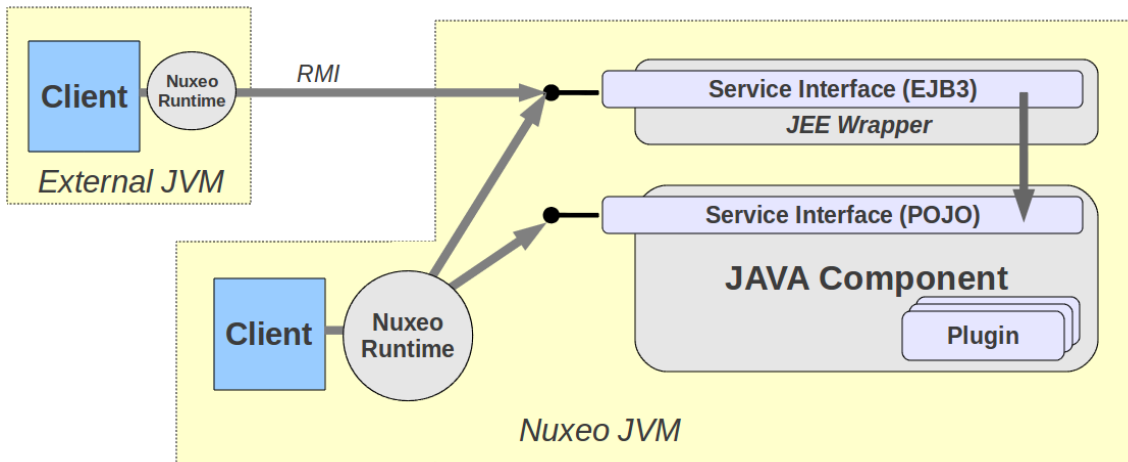 Client
Nuxeo
Runtime
RMI
External JVM
Service Interface (EJB3)
JEE Wrapper
Service Interface (POJO)
JAVA Component
Plugin
Client
Nuxeo
Runtime
Nuxeo JVM